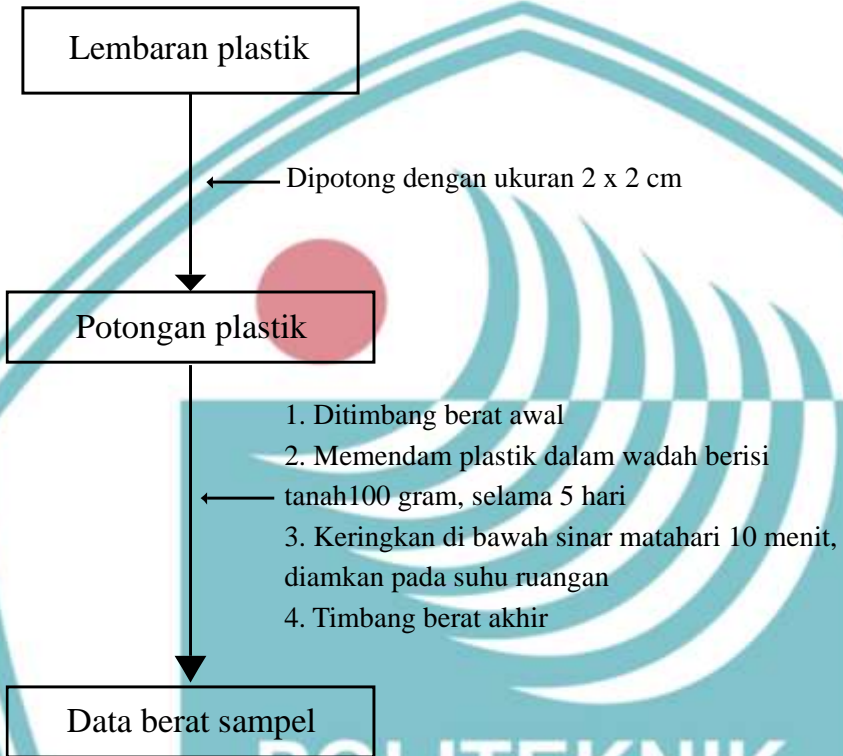 Lembaran plastik
Dipotong dengan ukuran 2 x 2 cm
Potongan plastik
1. Ditimbang berat awal
2. Memendam plastik dalam wadah berisi
tanah100 gram, selama 5 hari
3. Keringkan di bawah sinar matahari 10 menit,
diamkan pada suhu ruangan
4. Timbang berat akhir
Data berat sampel
POLITEKNIK